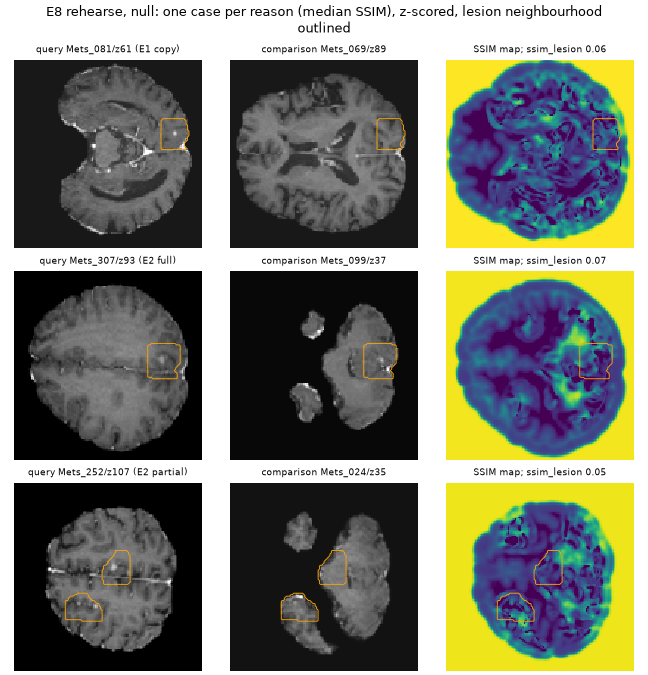 E8 rehearse, null: one case per reason (median SSIM), z-scored, lesion neighbourhood
outlined
query Mets_081/z61 (E1 copy)
comparison Mets_069/z89
SSIM map; ssim_lesion 0.06
query Mets_307/z93 (E2 full)
comparison Mets_099/z37
SSIM map; ssim_lesion 0.07
query Mets_252/z107 (E2 partial)
comparison Mets_024/z35
SSIM map; ssim_lesion 0.05